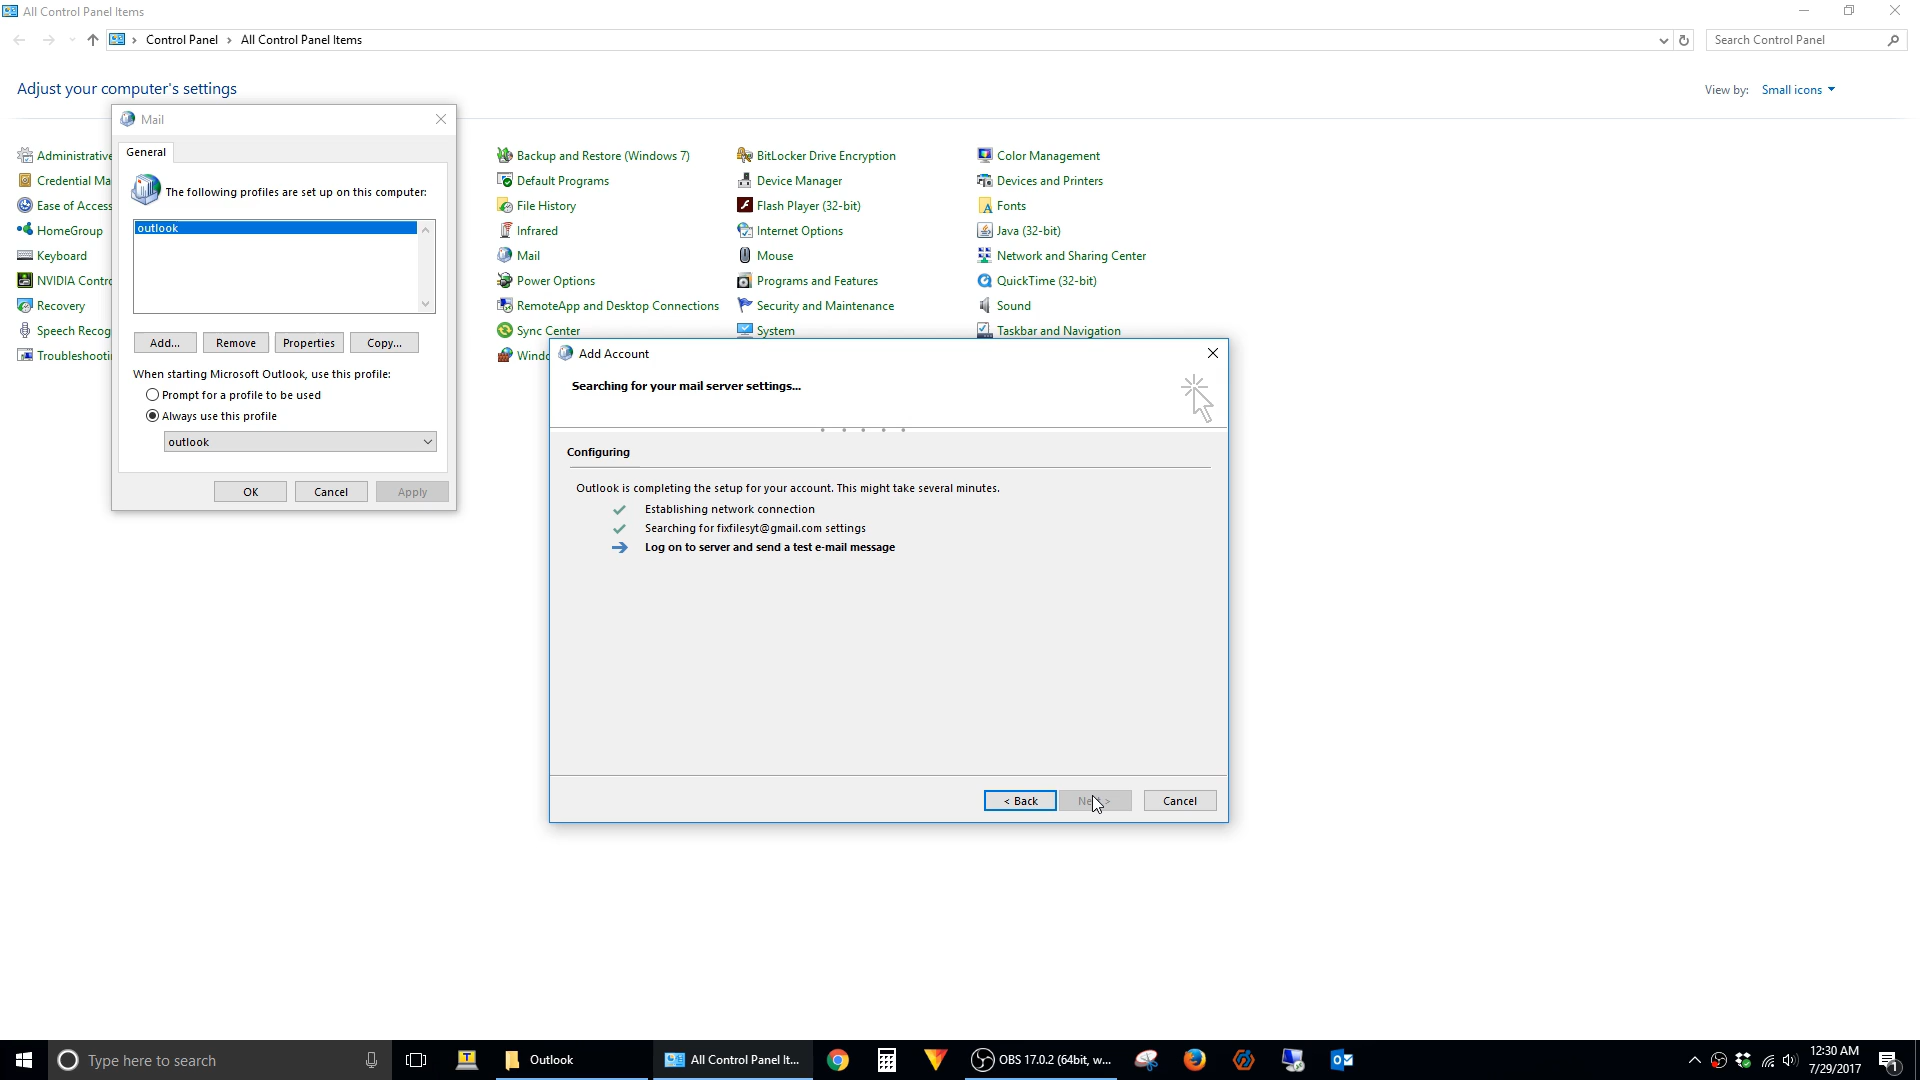 All Control Panel Items
Control Panel > All Control Panel Items
Search Control Panel
Adjust your computer's settings
View by: Small icons
Mail
General
The following profiles are set up on this computer:
outlook
Add...
Remove
Properties
Copy...
When starting Microsoft Outlook, use this profile:
Prompt for a profile to be used
Always use this profile
outlook
OK
Cancel
Apply
Administrative
Credential Ma
Ease of Access
HomeGroup
Keyboard
NVIDIA Contro
Recovery
Speech Recog
Troubleshooti
Backup and Restore (Windows 7)
Default Programs
File History
Infrared
Mail
Power Options
RemoteApp and Desktop Connections
Sync Center
Windo
BitLocker Drive Encryption
Device Manager
Flash Player (32-bit)
Internet Options
Mouse
Programs and Features
Security and Maintenance
System
Color Management
Devices and Printers
Fonts
Java (32-bit)
Network and Sharing Center
QuickTime (32-bit)
Sound
Taskbar and Navigation
Add Account
Searching for your mail server settings...
Configuring
Outlook is completing the setup for your account. This might take several minutes.
Establishing network connection
Searching for fixfilesyt@gmail.com settings
Log on to server and send a test e-mail message
< Back
Cancel
Type here to search
Outlook
All Control Panel It...
OBS 17.0.2 (64bit, w...
12:30 AM
7/29/2017
1